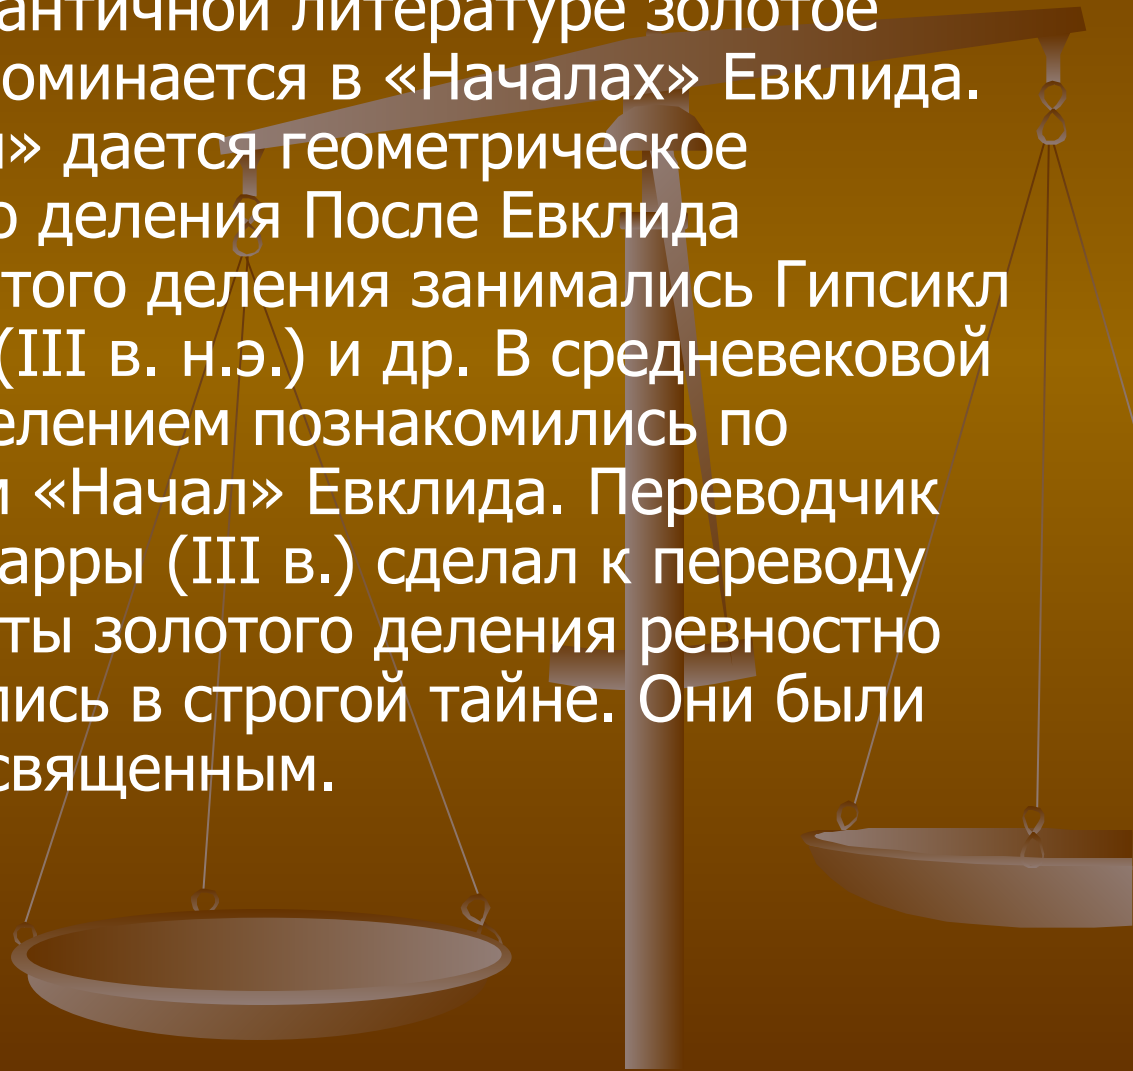 античной литературе золотое
оминается в «Началах» Евклида.
» дается геометрическое
деления После Евклида
того деления занимались Гипсикл
(III в. н.э.) и др. В средневековой
елением познакомились по
и «Начал» Евклида. Переводчик
арры (III в.) сделал к переводу
ты золотого деления ревностно
лись в строгой тайне. Они были
священным.